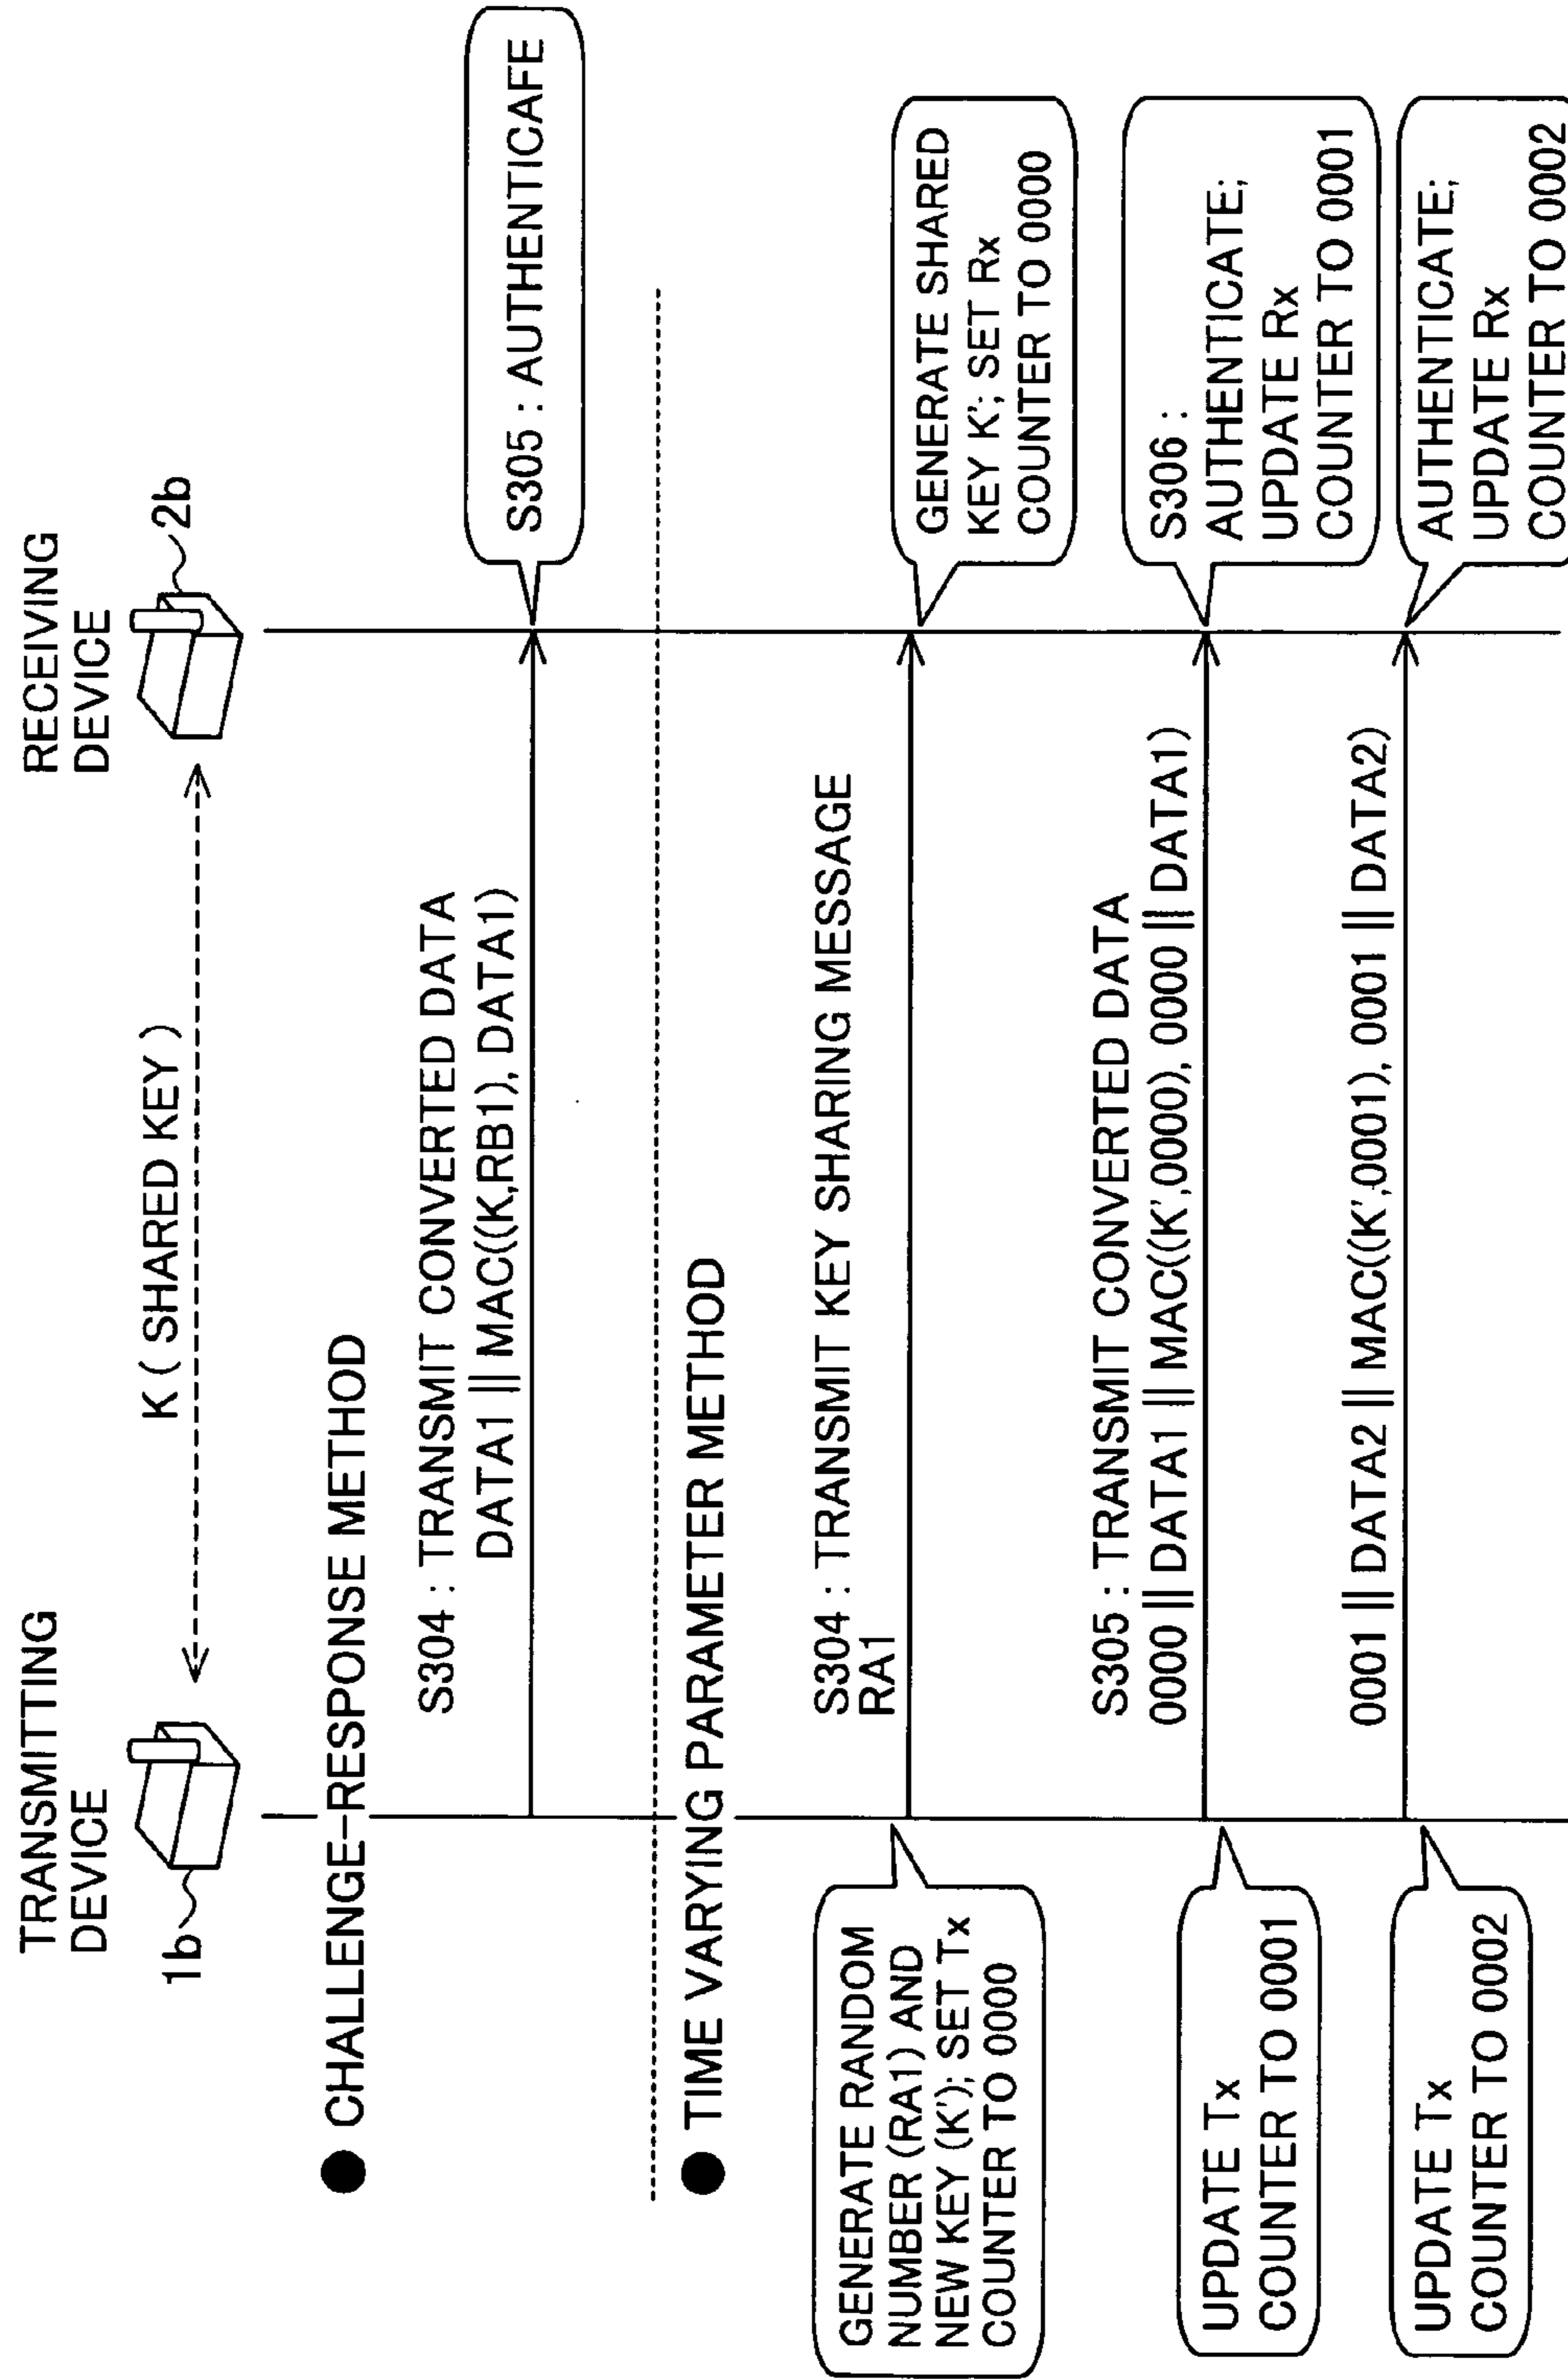 TRANSMITTING
DEVICE
1b
K ( SHARED KEY )
RECEIVING
DEVICE
2b
● CHALLENGE-RESPONSE METHOD
S304 : TRANSMIT CONVERTED DATA
DATA1 || MAC((K,RB1), DATA1)
S305 : AUTHENTICAFE
● TIME VARYING PARAMETER METHOD
GENERATE RANDOM
NUMBER (RA1) AND
NEW KEY (K'); SET Tx
COUNTER TO 0000
S304 : TRANSMIT KEY SHARING MESSAGE
RA1
GENERATE SHARED
KEY K'; SET Rx
COUNTER TO 0000
S305 : TRANSMIT CONVERTED DATA
0000 || DATA1 || MAC((K',0000), 0000 || DATA1)
UPDATE Tx
COUNTER TO 0001
S306 :
AUTHENTICATE;
UPDATE Rx
COUNTER TO 0001
0001 || DATA2 || MAC((K',0001), 0001 || DATA2)
UPDATE Tx
COUNTER TO 0002
AUTHENTICATE;
UPDATE Rx
COUNTER TO 0002